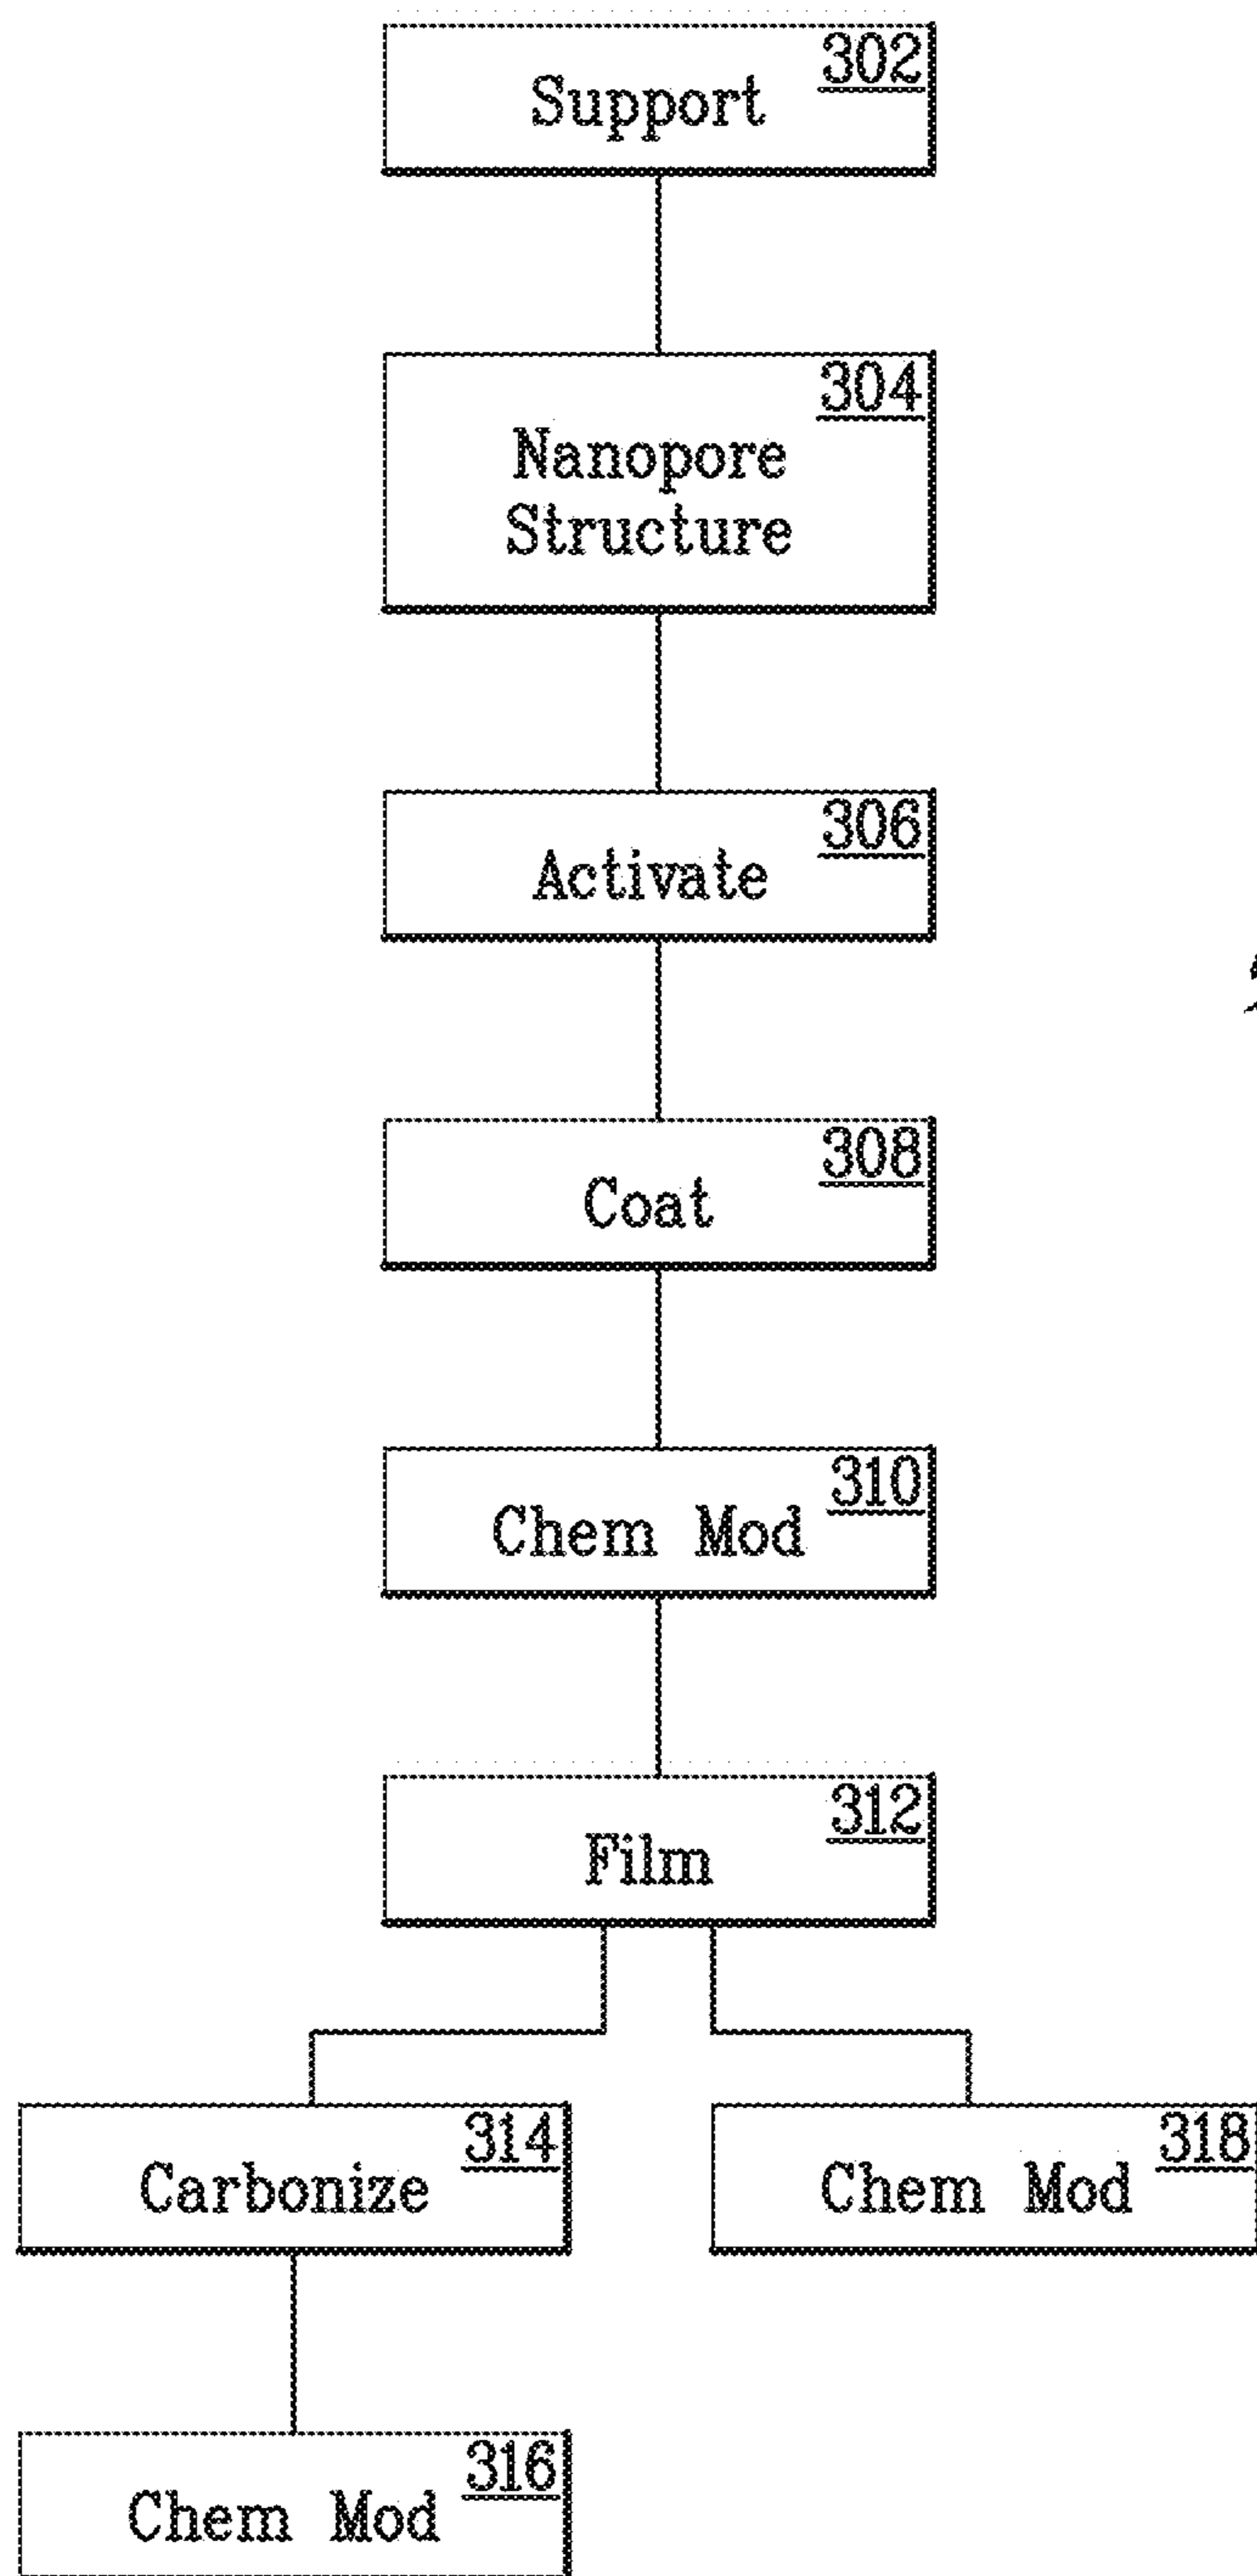 302
Support
304
Nanopore
Structure
306
Activate
308
Coat
310
Chem Mod
312
Film
314
Carbonize
318
Chem Mod
316
Chem Mod